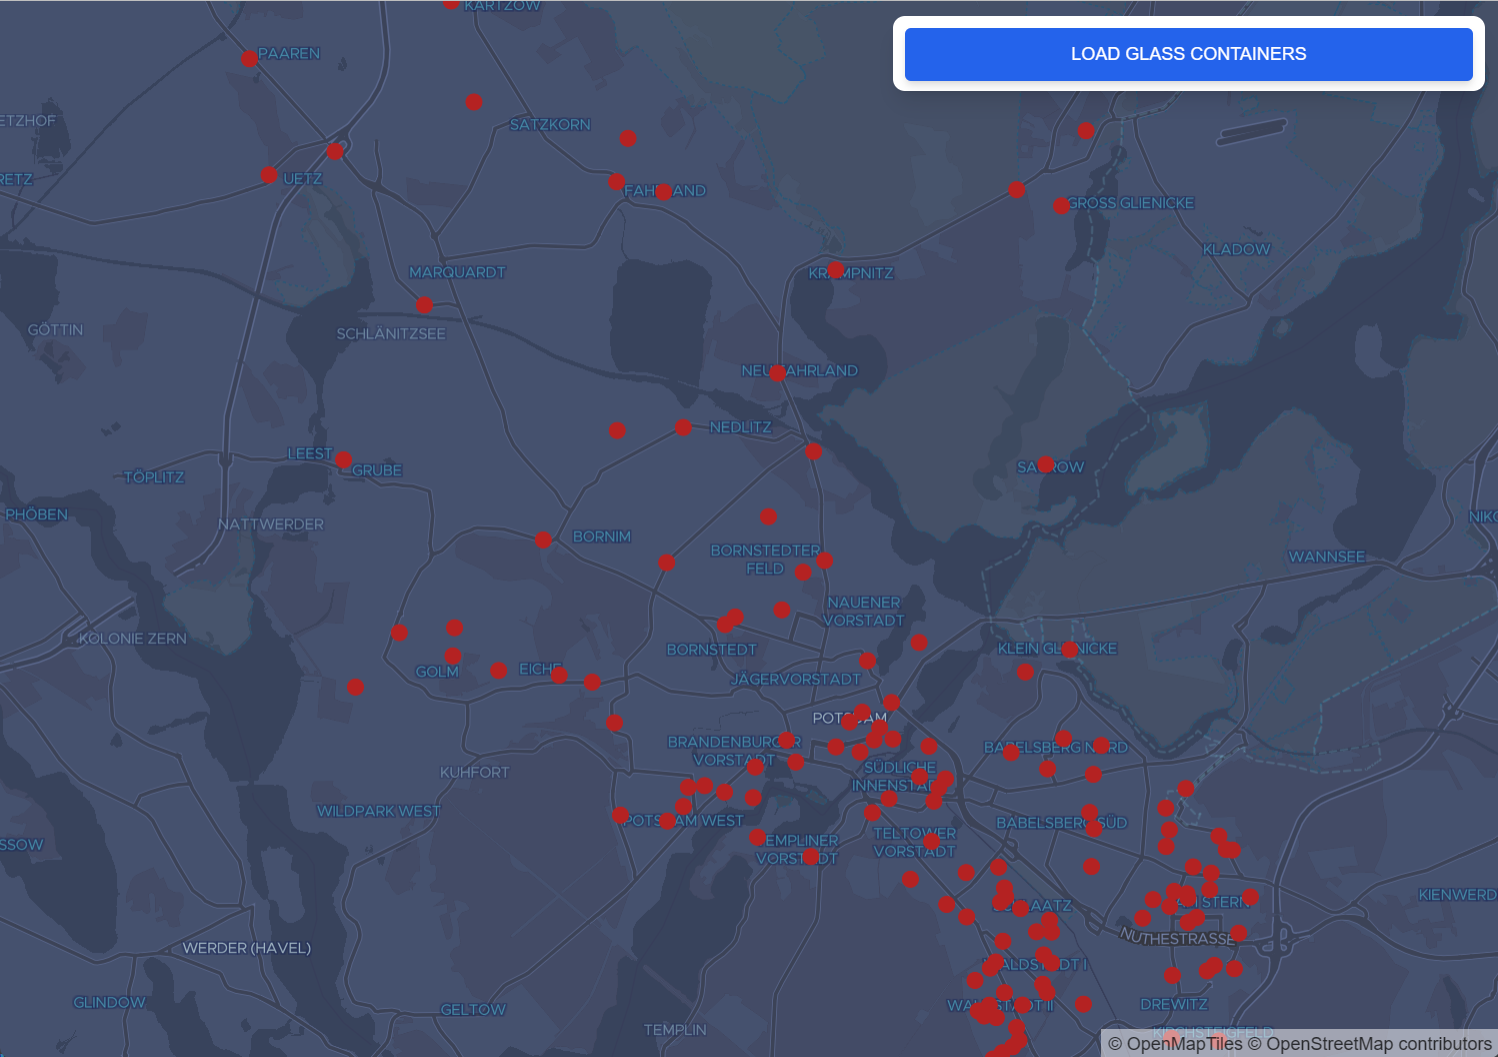 KARTZOW
LOAD GLASS CONTAINERS
PAAREN
ETZHOF
SATZKORN
RETZ
UETZ
FAHRLAND
GROSS GLIENICKE
KLADOW
MARQUARDT
KRAMPNITZ
GÖTTIN
SCHLÄNITZSEE
NEU FAHRLAND
NEDLITZ
LEEST
GRUBE
SACROW
TÖPLITZ
PHÖBEN
NATTWERDER
NIKO
BORNIM
BORNSTEDTER
FELD
WANNSEE
NAUENER
VORSTADT
KOLONIE ZERN
BORNSTEDT
KLEIN GLIENICKE
GOLM
EICHE
JÄGERVORSTADT
POTSDAM
BRANDENBURGER
VORSTADT
BABELSBERG NORD
KUHFORT
SÜDLICHE
INNENSTADT
WILDPARK WEST
POTSDAM WEST
BABELSBERG SÜD
TELTOWER
VORSTADT
TEMPLINER
VORSTADT
SSOW
KIENWERD
SCHLAATZ
AM STERN
NUTHESTRASSE
WERDER (HAVEL)
WALDSTADT I
GLINDOW
GELTOW
WALDSTADT II
DREWITZ
TEMPLIN
KIRCHSTEIGFELD
© OpenMapTiles © OpenStreetMap contributors